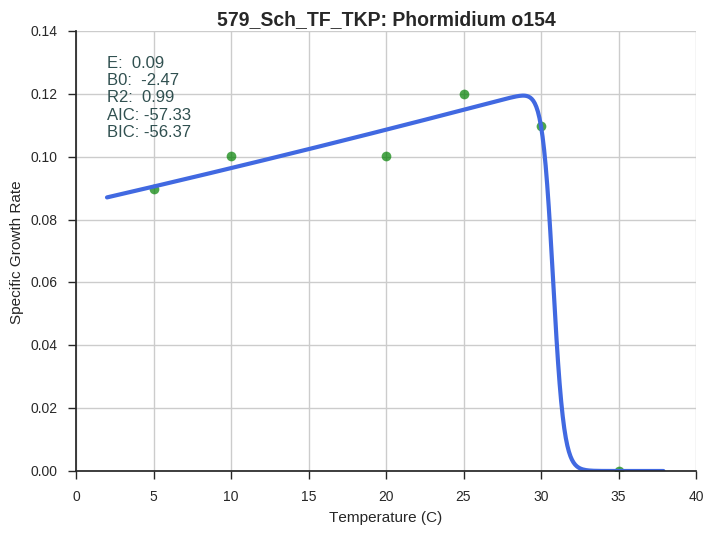 579_Sch_TF_TKP: Phormidium o154
E:  0.09
B0:  -2.47
R2:  0.99
AIC: -57.33
BIC: -56.37
Specific Growth Rate
0.14
0.12
0.10
0.08
0.06
0.04
0.02
0.00
0 5 10 15 20 25 30 35 40
Temperature (C)